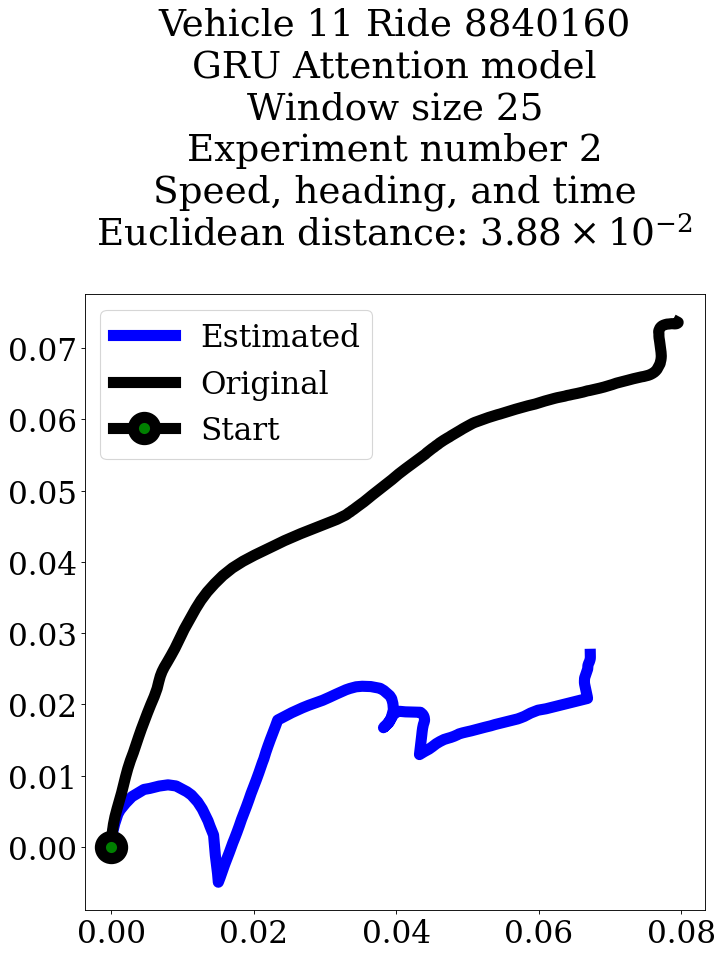 Vehicle 11 Ride 8840160
GRU Attention model
Window size 25
Experiment number 2
Speed, heading, and time
Euclidean distance: 3.88 × 10⁻²
Estimated
Original
Start
0.07
0.06
0.05
0.04
0.03
0.02
0.01
0.00
0.00 0.02 0.04 0.06 0.08